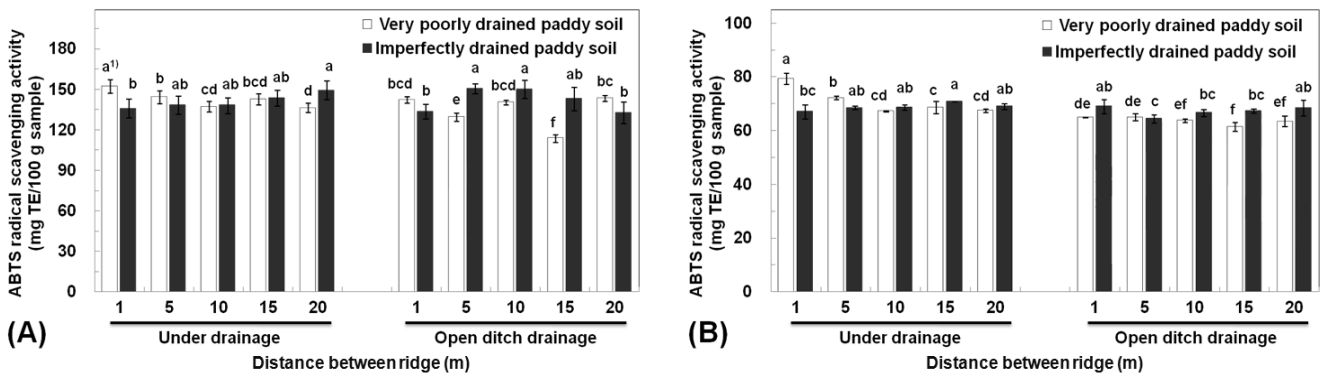 ABTS radical scavenging activity
(mg TE/100 g sample)
180
150
120
90
60
30
0
Very poorly drained paddy soil
Imperfectly drained paddy soil
a1) b b ab cd ab bcd ab d a
bcd b e a bcd a f ab bc b
1 5 10 15 20 1 5 10 15 20
Under drainage Open ditch drainage
Distance between ridge (m)
(A)
ABTS radical scavenging activity
(mg TE/100 g sample)
100
80
60
40
20
0
Very poorly drained paddy soil
Imperfectly drained paddy soil
a bc b ab cd ab c a cd ab
de ab de c ef bc f bc ef ab
1 5 10 15 20 1 5 10 15 20
Under drainage Open ditch drainage
Distance between ridge (m)
(B)